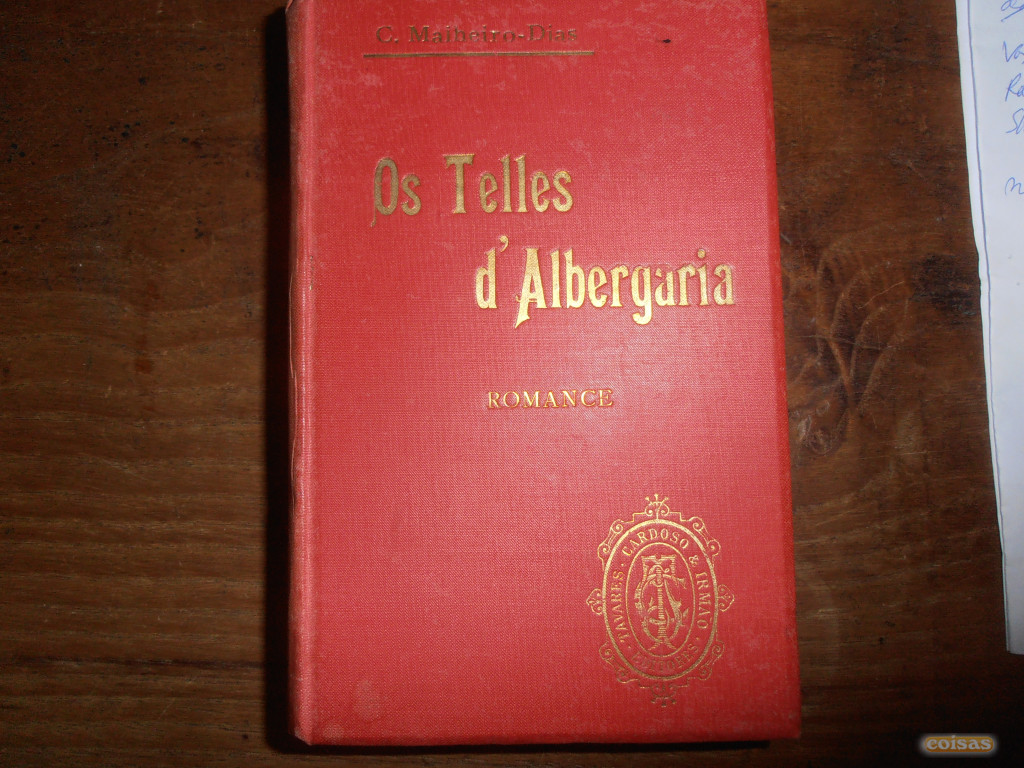 C. Malheiro-Dias
Os Telles
d'Albergaria
ROMANCE
TAVARES · CARDOSO & IRMÃO ·
EDITORES
coisas